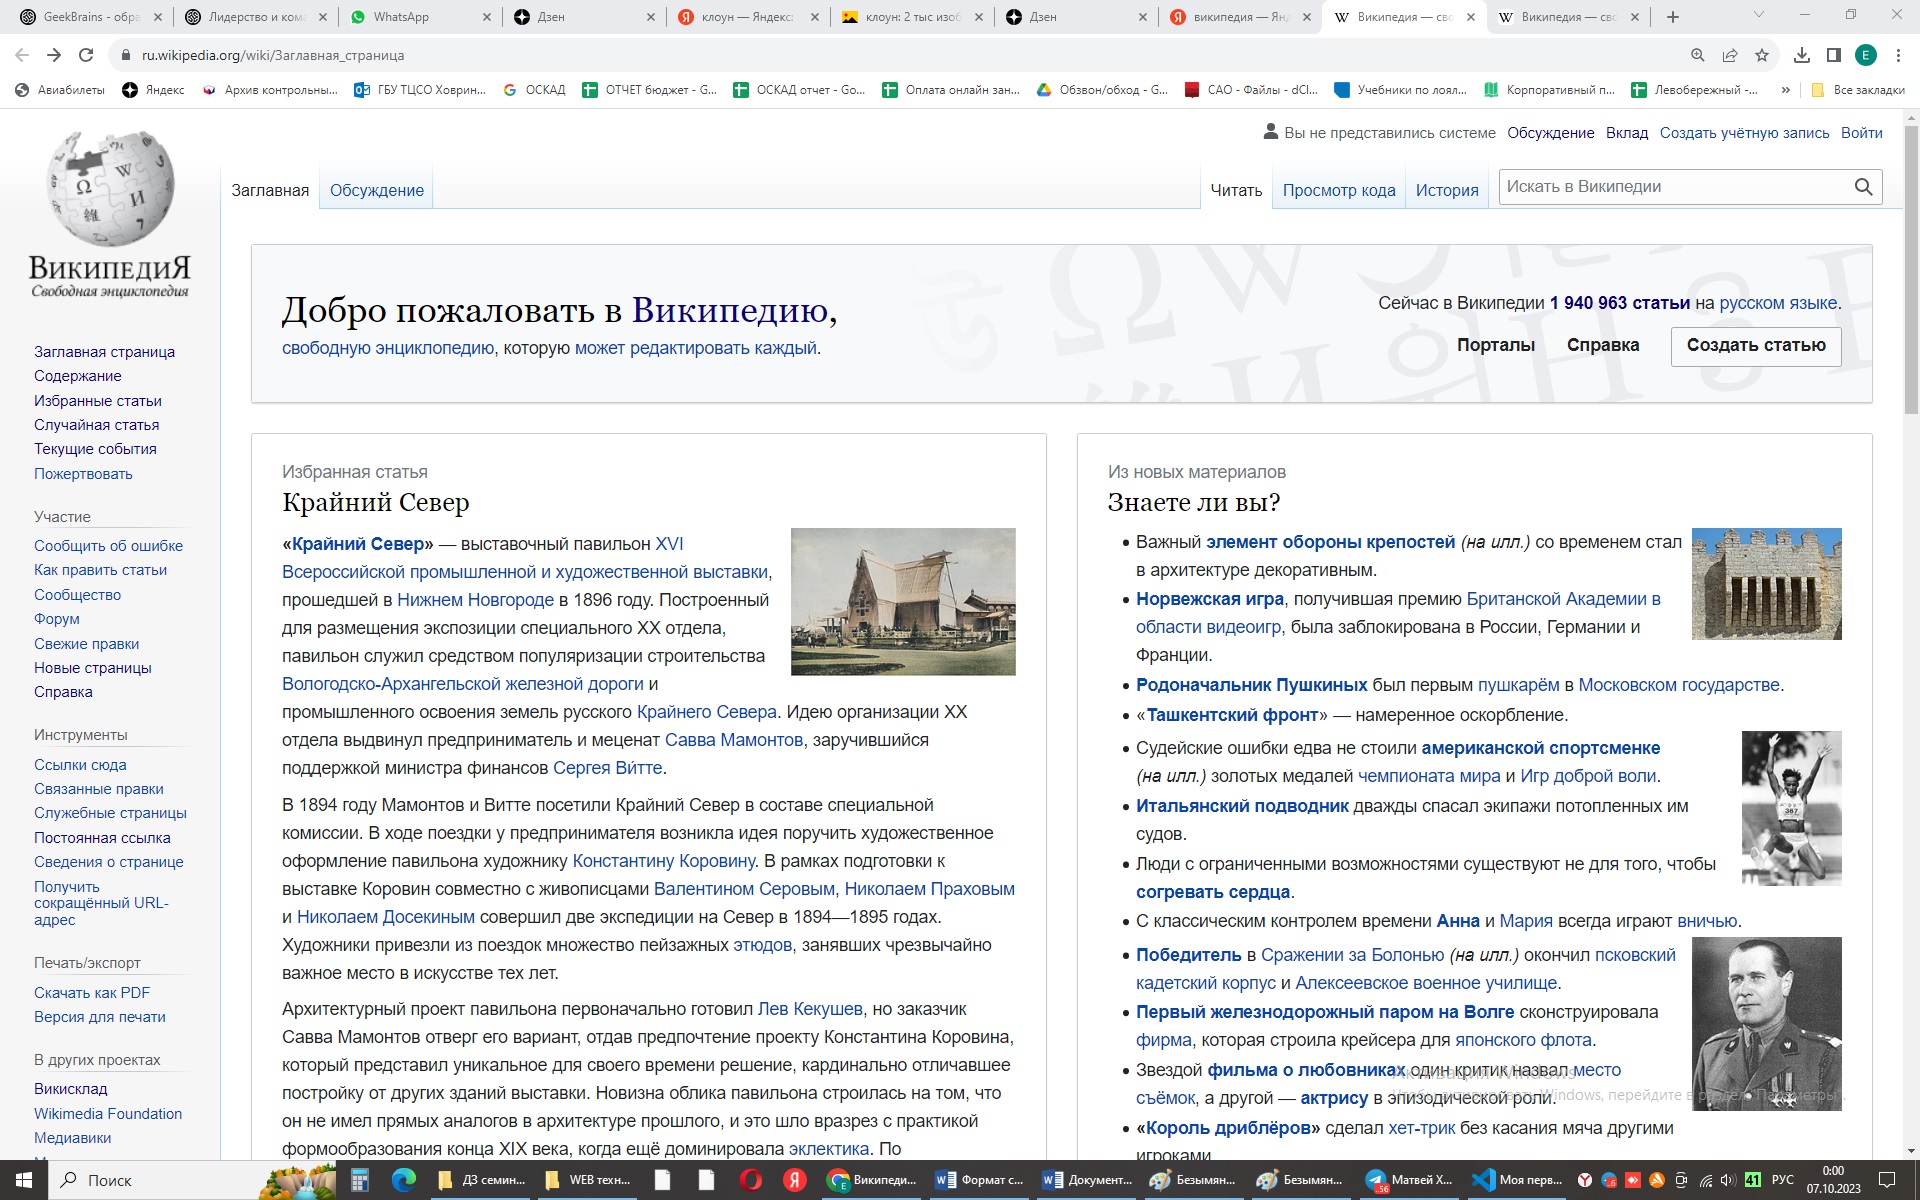 GeekBrains - обра
Лидерство и кома
WhatsApp
Дзен
клоун — Яндекс:
клоун: 2 тыс изоб
Дзен
википедия — Янд
Википедия — сво
Википедия — сво
ru.wikipedia.org/wiki/Заглавная_страница
E
Авиабилеты
Яндекс
Архив контрольны...
ГБУ ТЦСО Ховрин...
ОСКАД
ОТЧЕТ бюджет - G...
ОСКАД отчет - Go...
Оплата онлайн зан...
Обзвон/обход - G...
САО - Файлы - dCl...
Учебники по лоял...
Корпоративный п...
Левобережный -...
»
Все закладки
Вы не представились системе Обсуждение Вклад Создать учётную запись Войти
ВикипедиЯ
Свободная энциклопедия
Заглавная Обсуждение
Читать Просмотр кода История
Искать в Википедии
Добро пожаловать в Википедию,
свободную энциклопедию, которую может редактировать каждый.
Сейчас в Википедии 1 940 963 статьи на русском языке.
Порталы Справка Создать статью
Заглавная страница
Содержание
Избранные статьи
Случайная статья
Текущие события
Пожертвовать
Участие
Сообщить об ошибке
Как править статьи
Сообщество
Форум
Свежие правки
Новые страницы
Справка
Инструменты
Ссылки сюда
Связанные правки
Служебные страницы
Постоянная ссылка
Сведения о странице
Получить
сокращённый URL-
адрес
Печать/экспорт
Скачать как PDF
Версия для печати
В других проектах
Викисклад
Wikimedia Foundation
Медиавики
Избранная статья
Крайний Север
«Крайний Север» — выставочный павильон XVI
Всероссийской промышленной и художественной выставки,
прошедшей в Нижнем Новгороде в 1896 году. Построенный
для размещения экспозиции специального XX отдела,
павильон служил средством популяризации строительства
Вологодско-Архангельской железной дороги и
промышленного освоения земель русского Крайнего Севера. Идею организации XX
отдела выдвинул предприниматель и меценат Савва Мамонтов, заручившийся
поддержкой министра финансов Сергея Ви́тте.
В 1894 году Мамонтов и Витте посетили Крайний Север в составе специальной
комиссии. В ходе поездки у предпринимателя возникла идея поручить художественное
оформление павильона художнику Константину Коровину. В рамках подготовки к
выставке Коровин совместно с живописцами Валентином Серовым, Николаем Праховым
и Николаем Досекиным совершил две экспедиции на Север в 1894—1895 годах.
Художники привезли из поездок множество пейзажных этюдов, занявших чрезвычайно
важное место в искусстве тех лет.
Архитектурный проект павильона первоначально готовил Лев Кекушев, но заказчик
Савва Мамонтов отверг его вариант, отдав предпочтение проекту Константина Коровина,
который представил уникальное для своего времени решение, кардинально отличавшее
постройку от других зданий выставки. Новизна облика павильона строилась на том, что
он не имел прямых аналогов в архитектуре прошлого, и это шло вразрез с практикой
формообразования конца XIX века, когда ещё доминировала эклектика. По
Из новых материалов
Знаете ли вы?
Важный элемент обороны крепостей (на илл.) со временем стал
в архитектуре декоративным.
Норвежская игра, получившая премию Британской Академии в
области видеоигр, была заблокирована в России, Германии и
Франции.
Родоначальник Пушкиных был первым пушкарём в Московском государстве.
«Ташкентский фронт» — намеренное оскорбление.
Судейские ошибки едва не стоили американской спортсменке
(на илл.) золотых медалей чемпионата мира и Игр доброй воли.
Итальянский подводник дважды спасал экипажи потопленных им
судов.
Люди с ограниченными возможностями существуют не для того, чтобы
согревать сердца.
С классическим контролем времени Анна и Мария всегда играют вничью.
Победитель в Сражении за Болонью (на илл.) окончил псковский
кадетский корпус и Алексеевское военное училище.
Первый железнодорожный паром на Волге сконструировала
фирма, которая строила крейсера для японского флота.
Звездой фильма о любовниках один критик назвал место
съёмок, а другой — актрису в эпизодической роли.
«Король дриблёров» сделал хет-трик без касания мяча другими
игроками.
Активация Windows
Чтобы активировать Windows, перейдите в раздел "Параметры".
Поиск
ДЗ семин...
WEB техн...
Википеди...
Формат с...
Документ...
Безымян...
Безымян...
Матвей Х...
Моя перв...
41
РУС
0:00
07.10.2023